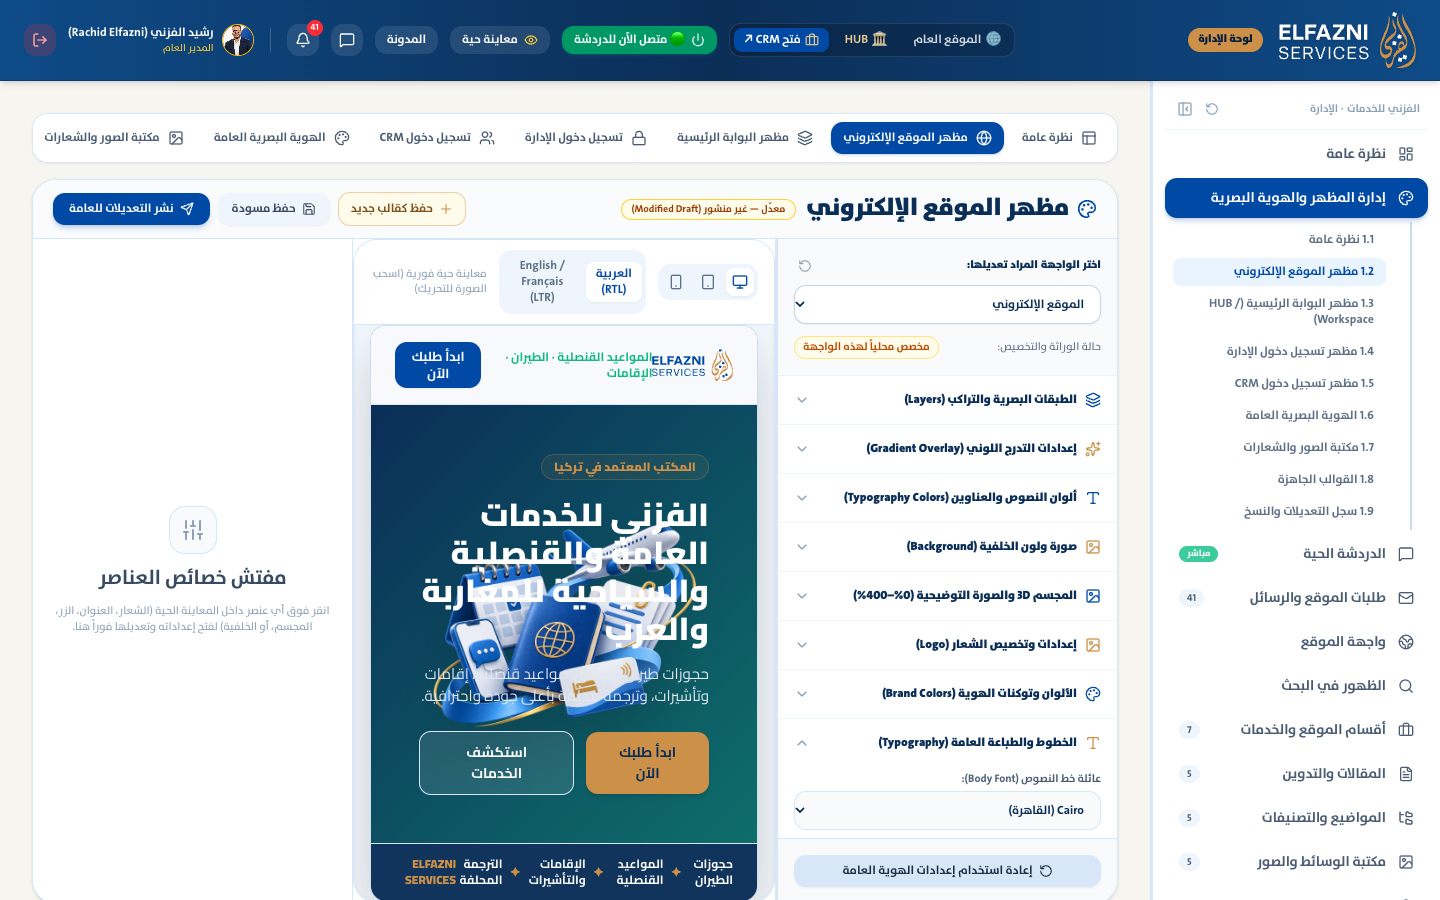 ELFAZNI
SERVICES
لوحة الإدارة
الموقع العام
HUB
فتح CRM
متصل الآن للدردشة
معاينة حية
المدونة
41
رشيد الفزني (Rachid Elfazni)
المدير العام
الفزني للخدمات · الإدارة
نظرة عامة
إدارة المظهر والهوية البصرية
1.1 نظرة عامة
1.2 مظهر الموقع الإلكتروني
1.3 مظهر البوابة الرئيسية (HUB /
Workspace)
1.4 مظهر تسجيل دخول الإدارة
1.5 مظهر تسجيل دخول CRM
1.6 الهوية البصرية العامة
1.7 مكتبة الصور والشعارات
1.8 القوالب الجاهزة
1.9 سجل التعديلات والنسخ
الدردشة الحية
مباشر
طلبات الموقع والرسائل
41
واجهة الموقع
الظهور في البحث
أقسام الموقع والخدمات
7
المقالات والتدوين
5
المواضيع والتصنيفات
5
مكتبة الوسائط والصور
5
نظرة عامة
مظهر الموقع الإلكتروني
مظهر البوابة الرئيسية
تسجيل دخول الإدارة
تسجيل دخول CRM
الهوية البصرية العامة
مكتبة الصور والشعارات
مظهر الموقع الإلكتروني
معدّل — غير منشور (Modified Draft)
حفظ كقالب جديد
حفظ مسودة
نشر التعديلات للعامة
اختر الواجهة المراد تعديلها:
الموقع الإلكتروني
حالة الوراثة والتخصيص:
مخصص محلياً لهذه الواجهة
الطبقات البصرية والتراكب (Layers)
إعدادات التدرج اللوني (Gradient Overlay)
ألوان النصوص والعناوين (Typography Colors)
صورة ولون الخلفية (Background)
المجسم 3D والصورة التوضيحية (0%–400%)
إعدادات وتخصيص الشعار (Logo)
الألوان وتوكنات الهوية (Brand Colors)
الخطوط والطباعة العامة (Typography)
عائلة خط النصوص (Body Font):
Cairo (القاهرة)
إعادة استخدام إعدادات الهوية العامة
العربية
(RTL)
English /
Français
(LTR)
معاينة حية فورية (اسحب
الصورة للتحريك)
ELFAZNI
SERVICES
المواعيد القنصلية · الطيران ·
الإقامات
ابدأ طلبك
الآن
المكتب المعتمد في تركيا
الفزني للخدمات
العامة والقنصلية
والسياحية للمغاربة
والعرب
حجوزات طيران مواعيد قنصلية إقامات
وتأشيرات، وترجمة بأعلى جودة واحترافية.
ابدأ طلبك
الآن
استكشف
الخدمات
حجوزات
الطيران
المواعيد
القنصلية
الإقامات
والتأشيرات
الترجمة
المحلفة
ELFAZNI
SERVICES
مفتش خصائص العناصر
انقر فوق أي عنصر داخل المعاينة الحية (الشعار، العنوان، الزر،
المجسم، أو الخلفية) لفتح إعداداته وتعديلها فوراً هنا.